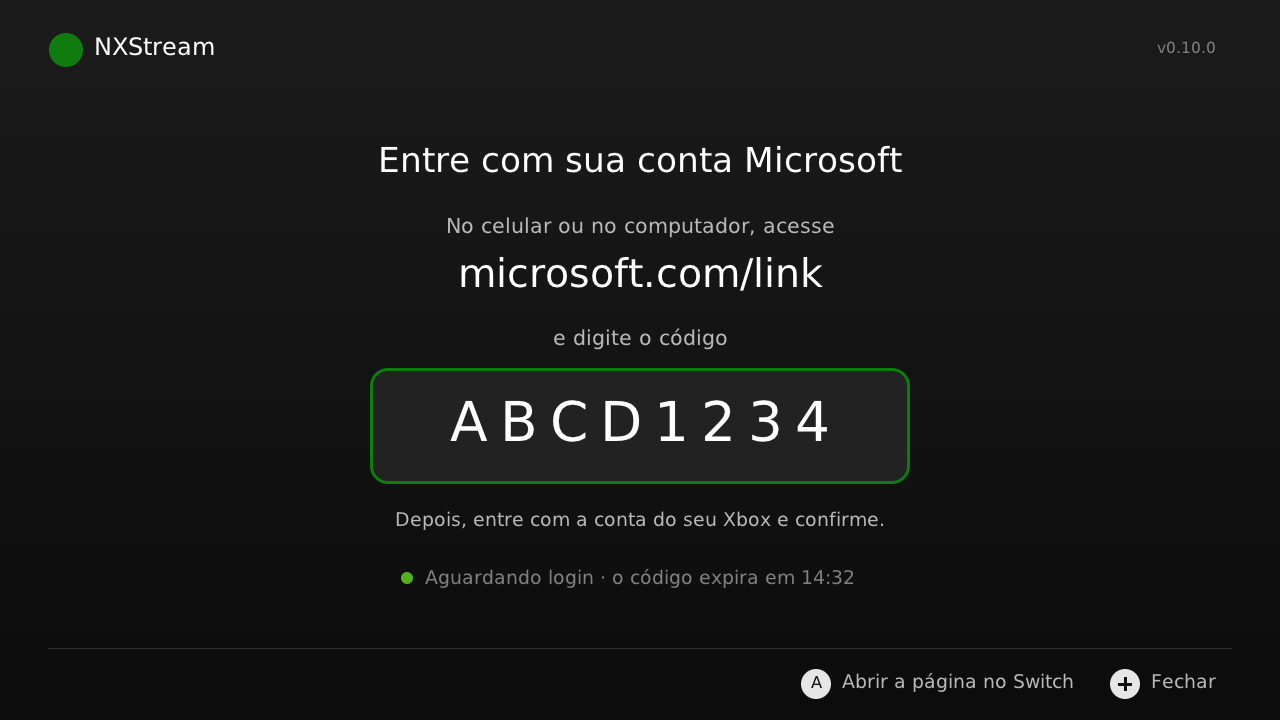 NXStream
v0.10.0
Entre com sua conta Microsoft
No celular ou no computador, acesse
microsoft.com/link
e digite o código
ABCD1234
Depois, entre com a conta do seu Xbox e confirme.
Aguardando login · o código expira em 14:32
A Abrir a página no Switch
+ Fechar